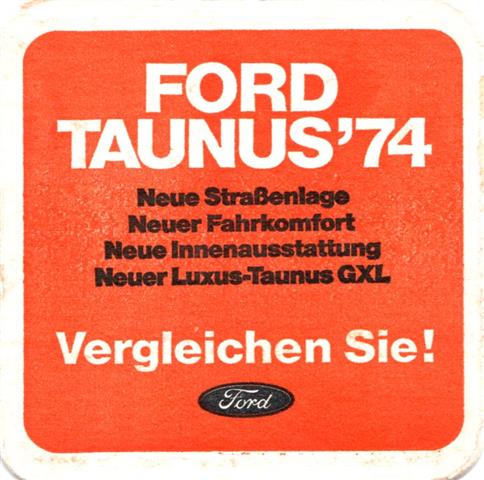 FORD
TAUNUS'74
Neue Straßenlage
Neuer Fahrkomfort
Neue Innenausstattung
Neuer Luxus-Taunus GXL
Vergleichen Sie!
Ford